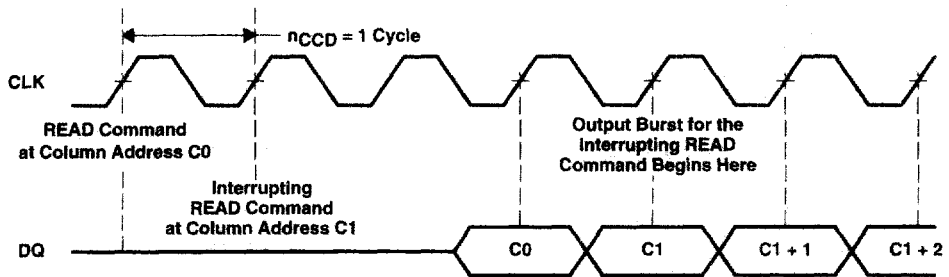 nCCD = 1 Cycle
CLK
READ Command
at Column Address C0
Output Burst for the
Interrupting READ
Command Begins Here
Interrupting
READ Command
at Column Address C1
DQ
C0
C1
C1 + 1
C1 + 2